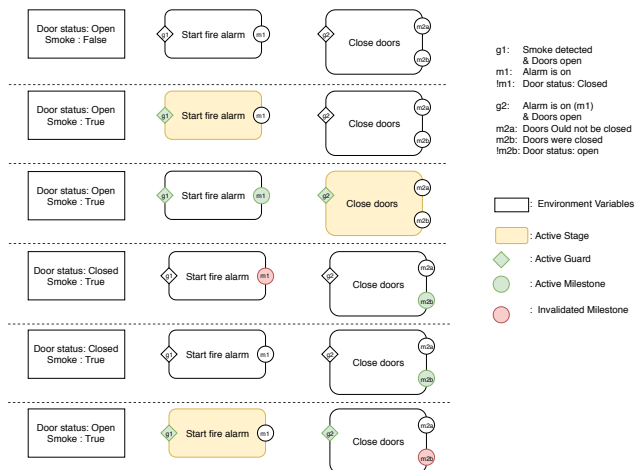 Door status: Open
Smoke : False
g1
Start fire alarm
m1
g2
Close doors
m2a
m2b
Door status: Open
Smoke : True
g1
Start fire alarm
m1
g2
Close doors
m2a
m2b
Door status: Open
Smoke : True
g1
Start fire alarm
m1
g2
Close doors
m2a
m2b
Door status: Closed
Smoke : True
g1
Start fire alarm
m1
g2
Close doors
m2a
m2b
Door status: Closed
Smoke : True
g1
Start fire alarm
m1
g2
Close doors
m2a
m2b
Door status: Open
Smoke : True
g1
Start fire alarm
m1
g2
Close doors
m2a
m2b
g1: Smoke detected
& Doors open
m1: Alarm is on
!m1: Door status: Closed
g2: Alarm is on (m1)
& Doors open
m2a: Doors Ould not be closed
m2b: Doors were closed
!m2b: Door status: open
: Environment Variables
: Active Stage
: Active Guard
: Active Milestone
: Invalidated Milestone